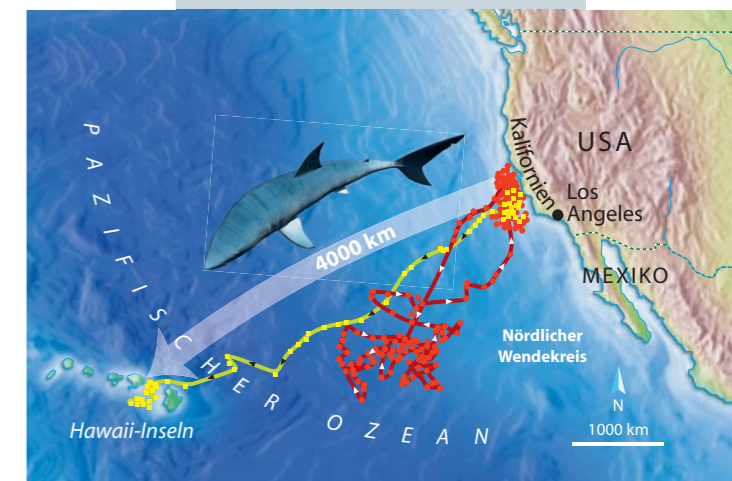 PAZIFISCHER OZEAN
Kalifornien
USA
Los
Angeles
4000 km
MEXIKO
Nördlicher
Wendekreis
N
1000 km
Hawaii-Inseln